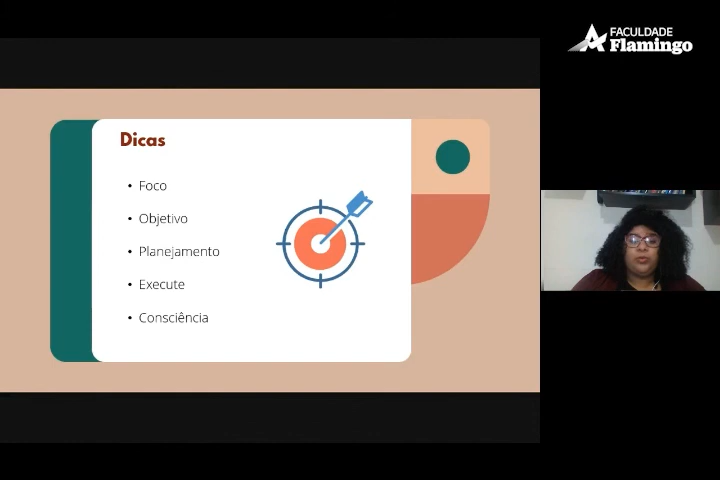 FACULDADE
Flamingo
Dicas
• Foco
• Objetivo
• Planejamento
• Execute
• Consciência